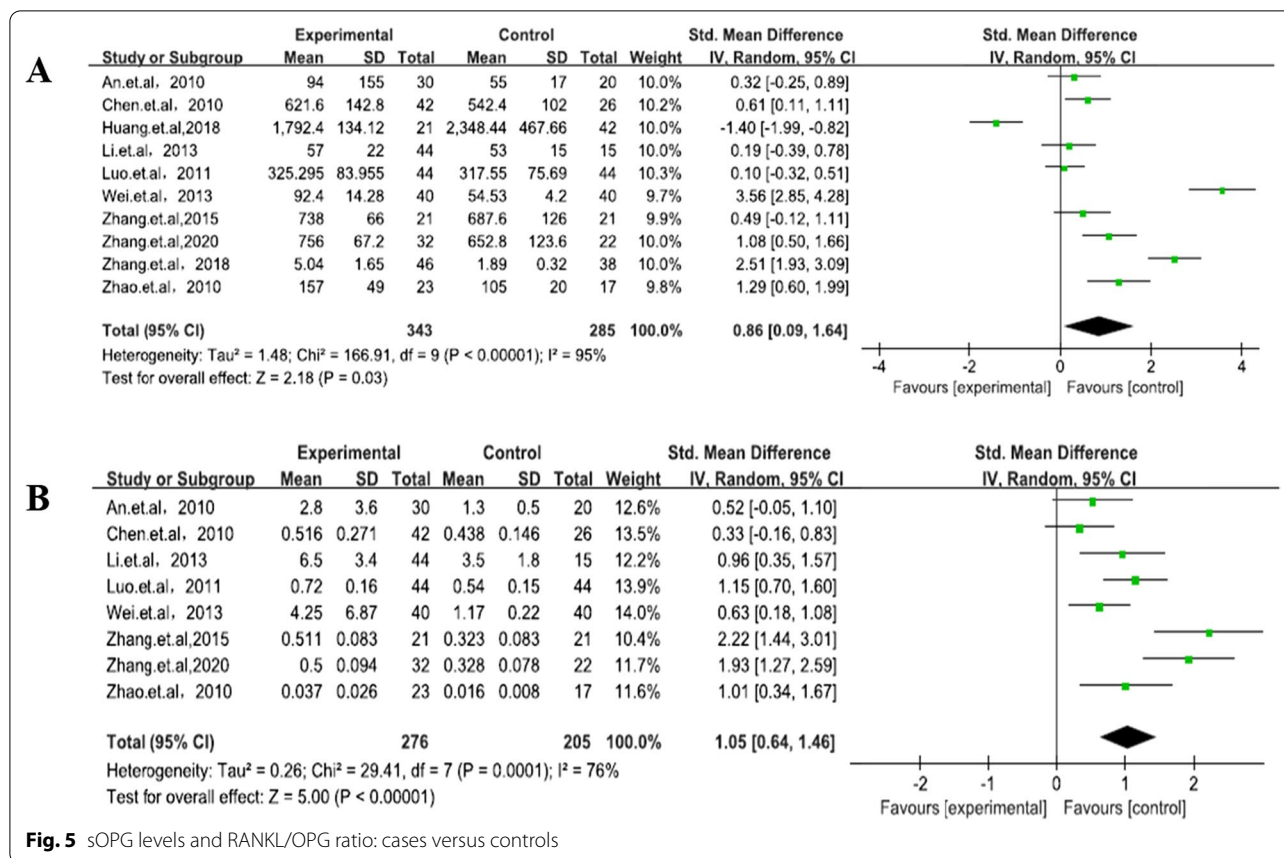 A
Experimental Control Std. Mean Difference Std. Mean Difference
Study or Subgroup Mean SD Total Mean SD Total Weight IV, Random, 95% CI IV, Random, 95% CI
An.et.al, 2010 94 155 30 55 17 20 10.0% 0.32 [-0.25, 0.89]
Chen.et.al, 2010 621.6 142.8 42 542.4 102 26 10.2% 0.61 [0.11, 1.11]
Huang.et.al,2018 1,792.4 134.12 21 2,348.44 467.66 42 10.0% -1.40 [-1.99, -0.82]
Li.et.al, 2013 57 22 44 53 15 15 10.0% 0.19 [-0.39, 0.78]
Luo.et.al, 2011 325.295 83.955 44 317.55 75.69 44 10.3% 0.10 [-0.32, 0.51]
Wei.et.al, 2013 92.4 14.28 40 54.53 4.2 40 9.7% 3.56 [2.85, 4.28]
Zhang.et.al,2015 738 66 21 687.6 126 21 9.9% 0.49 [-0.12, 1.11]
Zhang.et.al,2020 756 67.2 32 652.8 123.6 22 10.0% 1.08 [0.50, 1.66]
Zhang.et.al, 2018 5.04 1.65 46 1.89 0.32 38 10.0% 2.51 [1.93, 3.09]
Zhao.et.al, 2010 157 49 23 105 20 17 9.8% 1.29 [0.60, 1.99]
Total (95% CI) 343 285 100.0% 0.86 [0.09, 1.64]
Heterogeneity: Tau² = 1.48; Chi² = 166.91, df = 9 (P < 0.00001); I² = 95%
Test for overall effect: Z = 2.18 (P = 0.03)
-4 -2 0 2 4
Favours [experimental] Favours [control]
B
Experimental Control Std. Mean Difference Std. Mean Difference
Study or Subgroup Mean SD Total Mean SD Total Weight IV, Random, 95% CI IV, Random, 95% CI
An.et.al, 2010 2.8 3.6 30 1.3 0.5 20 12.6% 0.52 [-0.05, 1.10]
Chen.et.al, 2010 0.516 0.271 42 0.438 0.146 26 13.5% 0.33 [-0.16, 0.83]
Li.et.al, 2013 6.5 3.4 44 3.5 1.8 15 12.2% 0.96 [0.35, 1.57]
Luo.et.al, 2011 0.72 0.16 44 0.54 0.15 44 13.9% 1.15 [0.70, 1.60]
Wei.et.al, 2013 4.25 6.87 40 1.17 0.22 40 14.0% 0.63 [0.18, 1.08]
Zhang.et.al,2015 0.511 0.083 21 0.323 0.083 21 10.4% 2.22 [1.44, 3.01]
Zhang.et.al,2020 0.5 0.094 32 0.328 0.078 22 11.7% 1.93 [1.27, 2.59]
Zhao.et.al, 2010 0.037 0.026 23 0.016 0.008 17 11.6% 1.01 [0.34, 1.67]
Total (95% CI) 276 205 100.0% 1.05 [0.64, 1.46]
Heterogeneity: Tau² = 0.26; Chi² = 29.41, df = 7 (P = 0.0001); I² = 76%
Test for overall effect: Z = 5.00 (P < 0.00001)
-2 -1 0 1 2
Favours [experimental] Favours [control]
Fig. 5 sOPG levels and RANKL/OPG ratio: cases versus controls